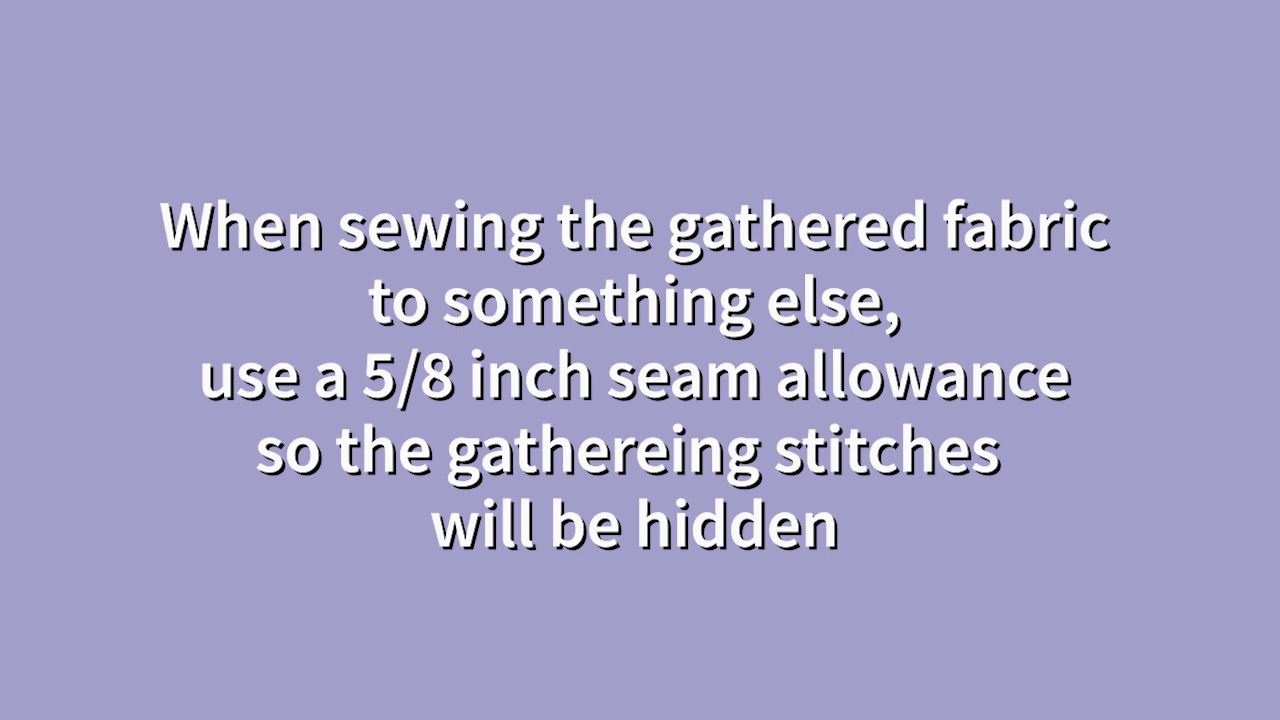 When sewing the gathered fabric
to something else,
use a 5/8 inch seam allowance
so the gathereing stitches
will be hidden